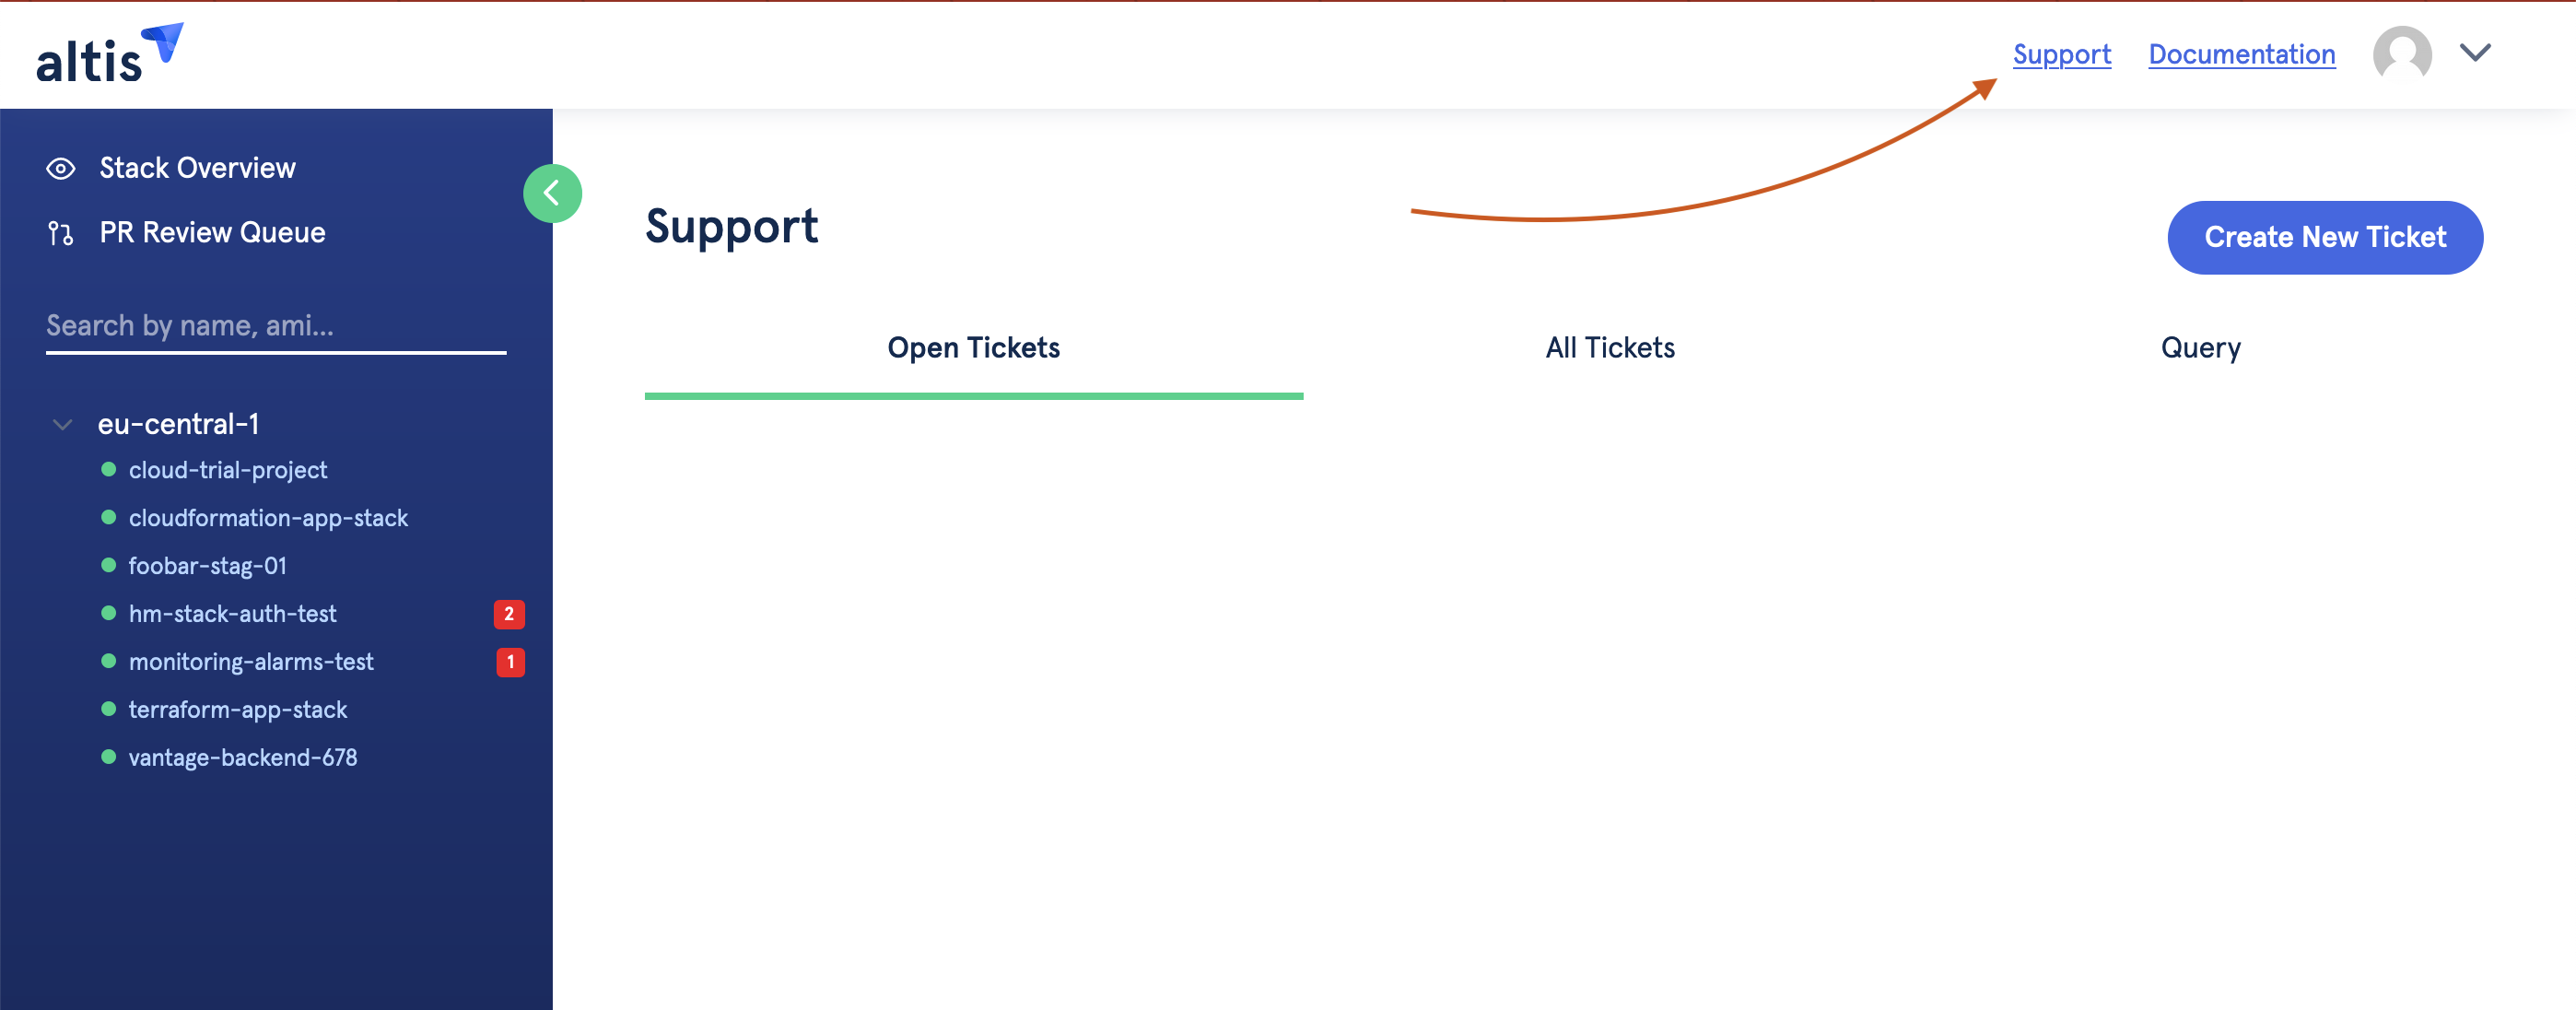 altis
Support Documentation
Stack Overview
PR Review Queue
Search by name, ami...
eu-central-1
cloud-trial-project
cloudformation-app-stack
foobar-stag-01
hm-stack-auth-test 2
monitoring-alarms-test 1
terraform-app-stack
vantage-backend-678
Support
Create New Ticket
Open Tickets All Tickets Query